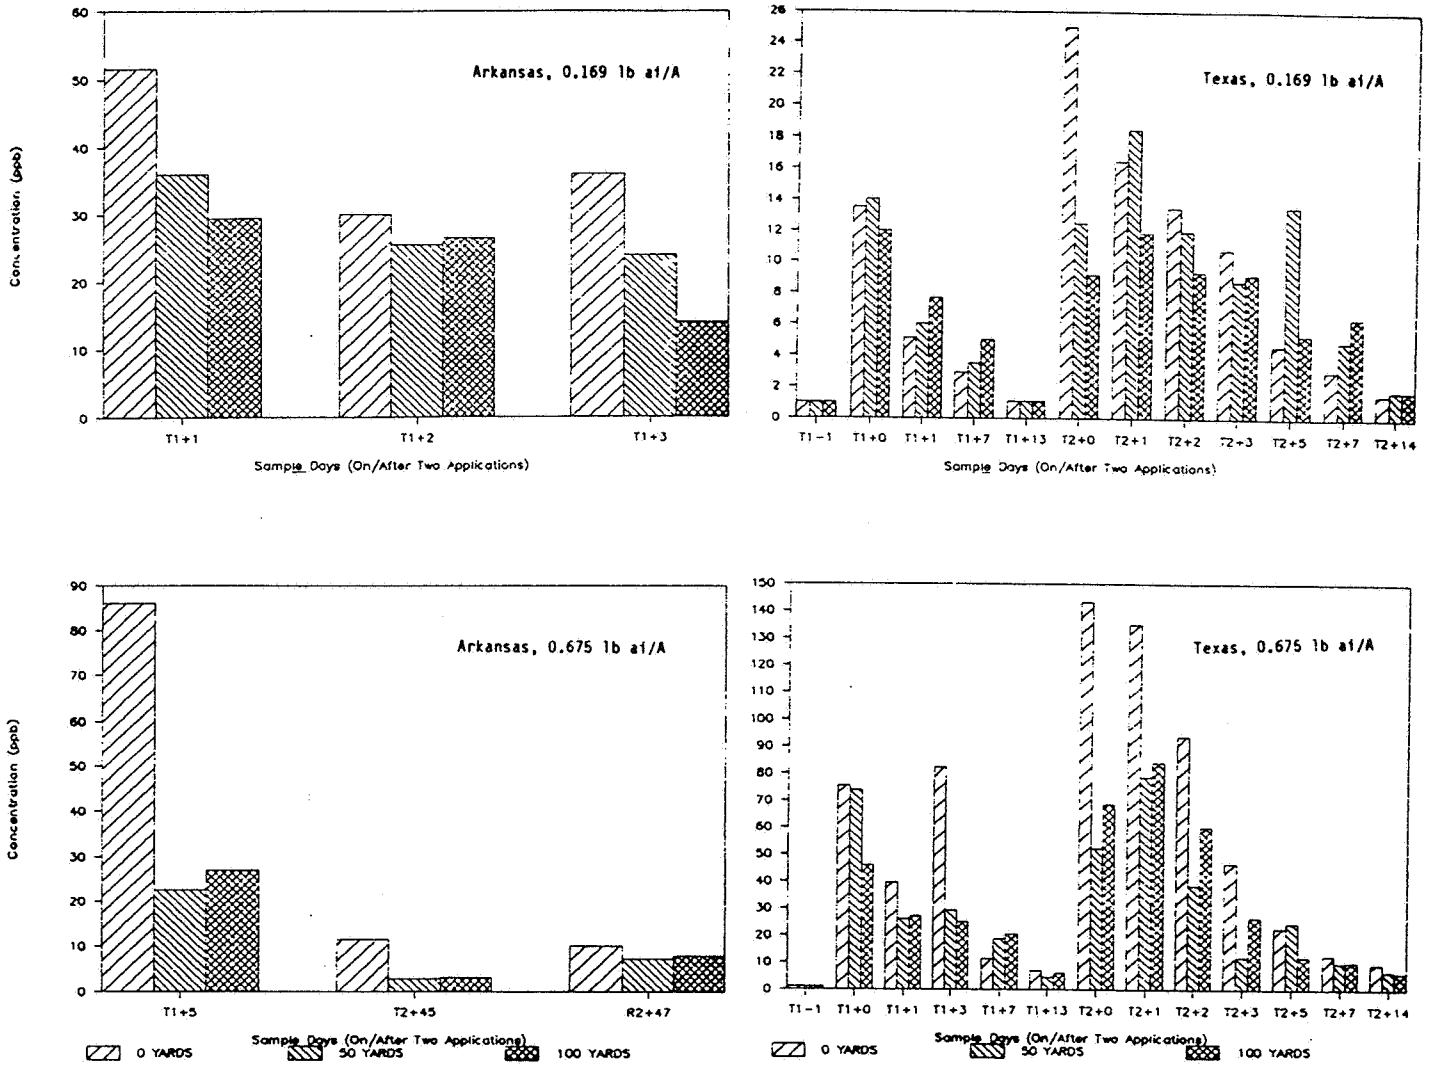 60
50
40
30
20
10
0
Concentration (ppb)
Arkansas, 0.169 lb ai/A
T1+1 T1+2 T1+3
Sample Days (On/After Two Applications)
26
24
22
20
18
16
14
12
10
8
6
4
2
0
Texas, 0.169 lb ai/A
T1-1 T1+0 T1+1 T1+7 T1+13 T2+0 T2+1 T2+2 T2+3 T2+5 T2+7 T2+14
Sample Days (On/After Two Applications)
90
80
70
60
50
40
30
20
10
0
Concentration (ppb)
Arkansas, 0.675 lb ai/A
T1+5 T2+45 R2+47
Sample Days (On/After Two Applications)
0 YARDS 50 YARDS 100 YARDS
150
140
130
120
110
100
90
80
70
60
50
40
30
20
10
0
Texas, 0.675 lb ai/A
T1-1 T1+0 T1+1 T1+3 T1+7 T1+13 T2+0 T2+1 T2+2 T2+3 T2+5 T2+7 T2+14
Sample Days (On/After Two Applications)
0 YARDS 50 YARDS 100 YARDS